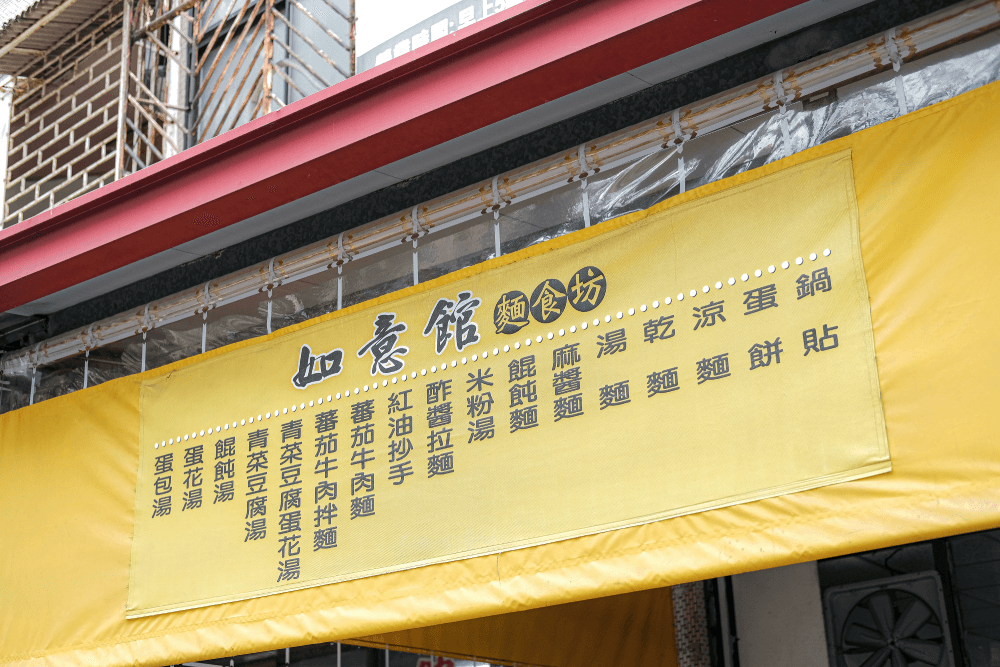 如意館 麵食坊
鍋貼
蛋餅
涼麵
乾麵
湯麵
麻醬麵
餛飩麵
米粉湯
酢醬拉麵
紅油抄手
蕃茄牛肉麵
蕃茄牛肉拌麵
青菜豆腐蛋花湯
青菜豆腐湯
餛飩湯
蛋花湯
蛋包湯